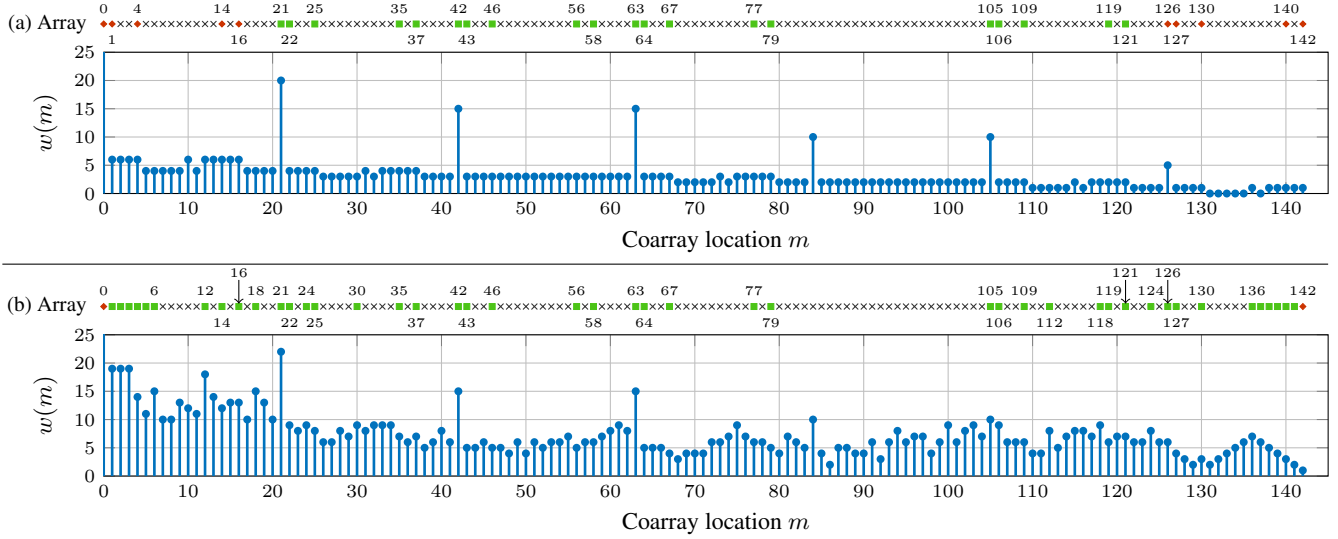 0 4 14 21 25 35 42 46 56 63 67 77 105 109 119 126 130 140
(a) Array
1 16 22 37 43 58 64 79 106 121 127 142
25
20
15
10
5
0
w(m)
0 10 20 30 40 50 60 70 80 90 100 110 120 130 140
Coarray location m
16 121 126
0 6 12 18 21 24 30 35 42 46 56 63 67 77 105 109 119 124 130 136 142
(b) Array
14 22 25 37 43 58 64 79 106 112 118 127
25
20
15
10
5
0
w(m)
0 10 20 30 40 50 60 70 80 90 100 110 120 130 140
Coarray location m